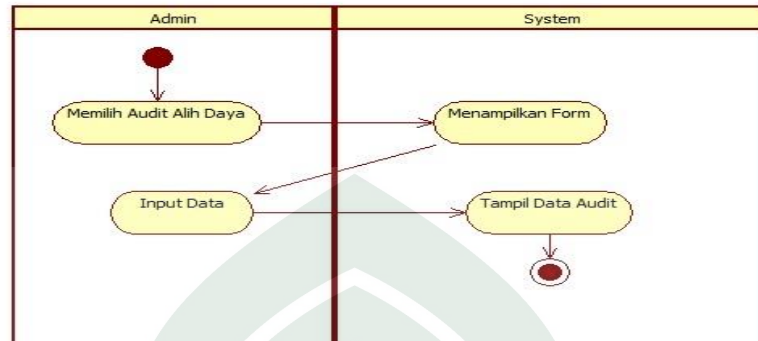 Admin
System
Memilih Audit Alih Daya
Menampilkan Form
Input Data
Tampil Data Audit